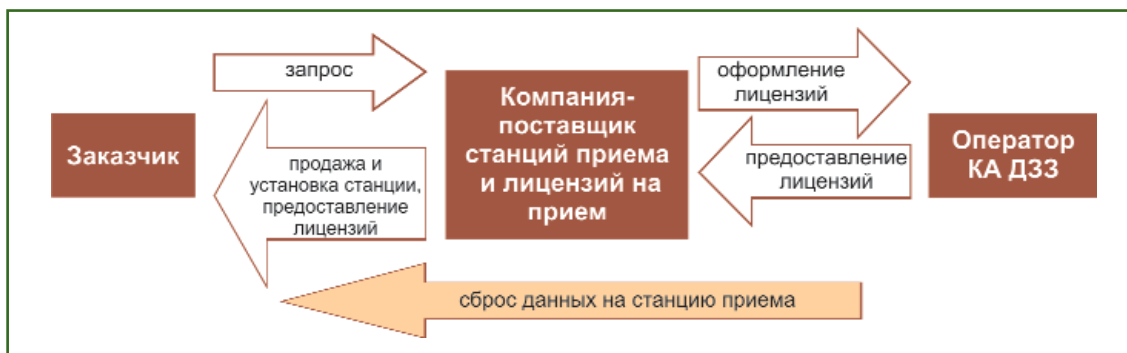 запрос
оформление
лицензий
Заказчик
Компания-
поставщик
станций приема
и лицензий на
прием
Оператор
КА ДЗЗ
продажа и
установка станции,
предоставление
лицензий
предоставление
лицензий
сброс данных на станцию приема